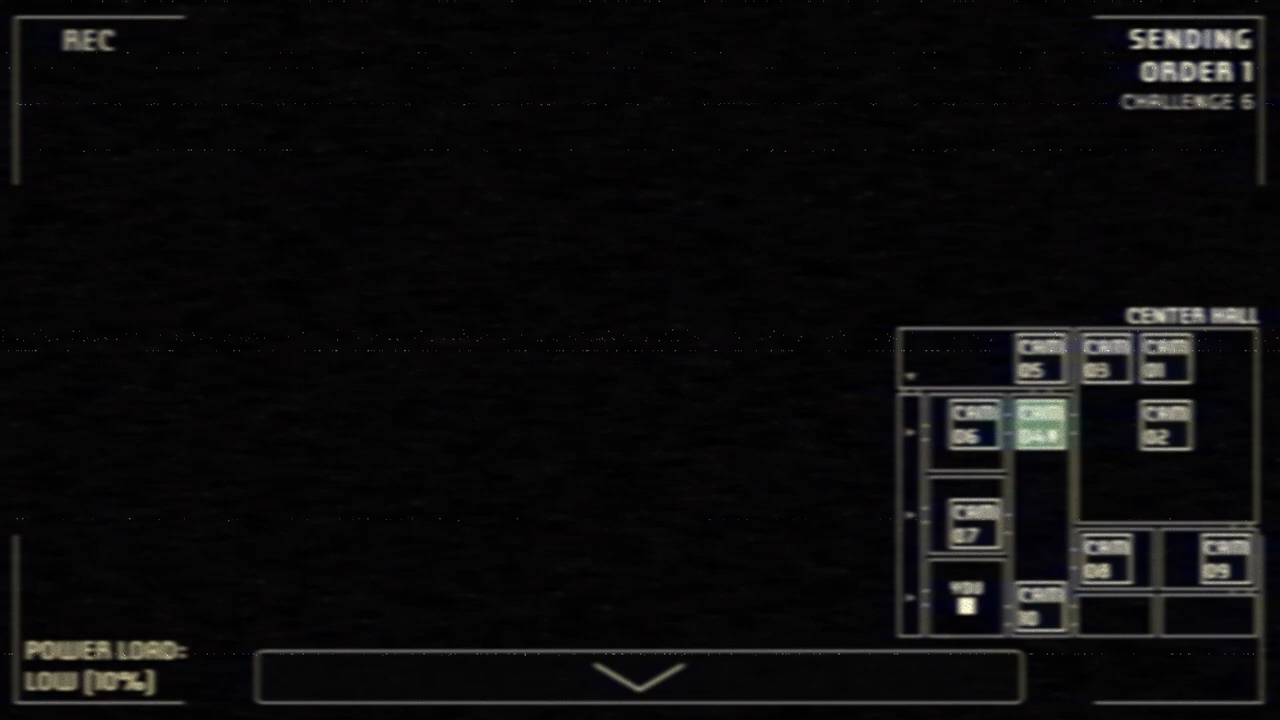 REC
SENDING
ORDER 1
CHALLENGE 6
CENTER HALL
CAM 05
CAM 03
CAM 01
CAM 06
CAM
CAM 02
CAM 07
CAM 08
CAM 09
YOU
CAM 10
POWER LOAD:
LOW (10%)